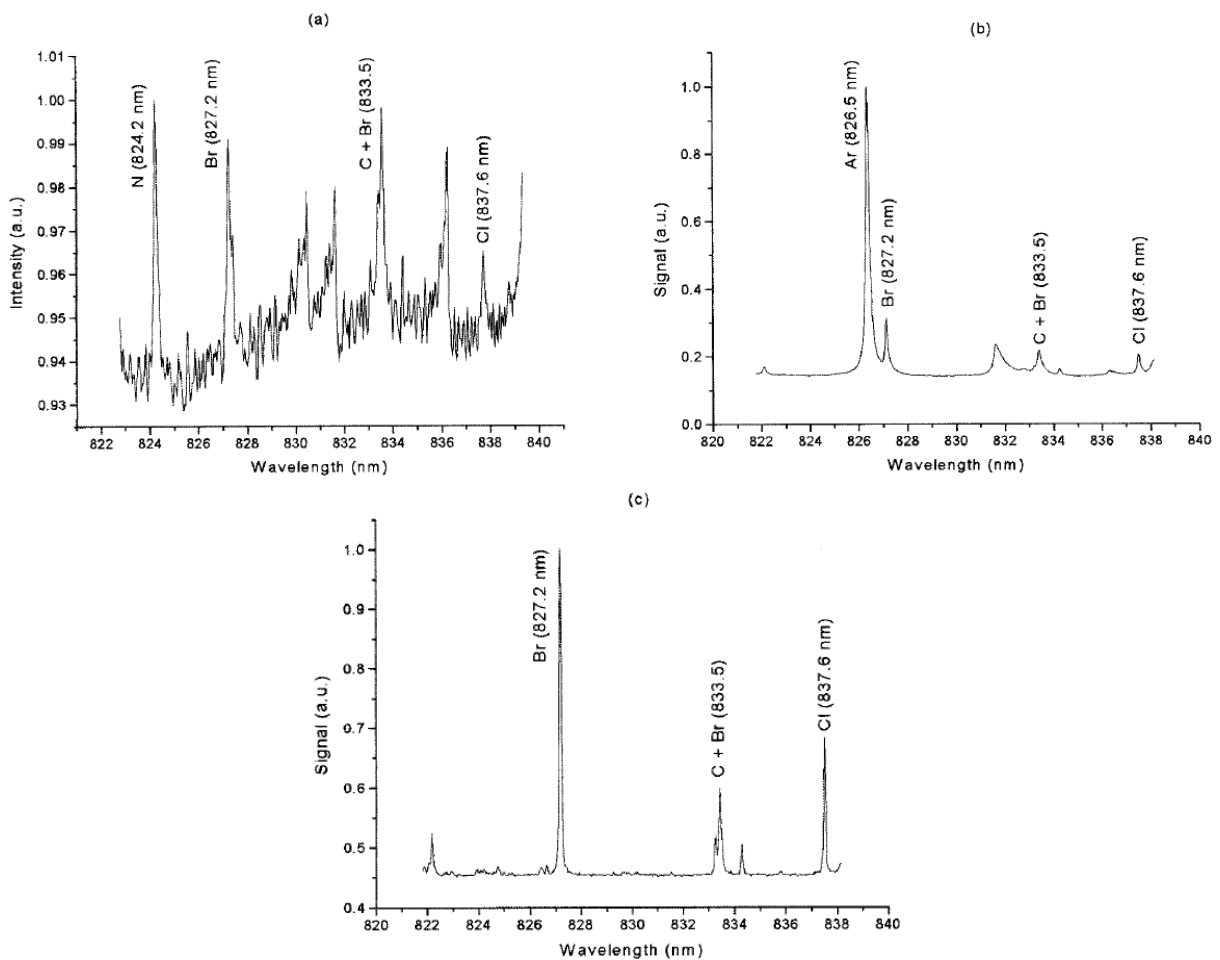 (a)
1.01
1.00
0.99
0.98
0.97
0.96
0.95
0.94
0.93
Intensity (a.u.)
N (824.2 nm)
Br (827.2 nm)
C + Br (833.5)
Cl (837.6 nm)
822 824 826 828 830 832 834 836 838 840
Wavelength (nm)
(b)
1.0
0.8
0.6
0.4
0.2
0.0
Signal (a.u.)
Ar (826.5 nm)
Br (827.2 nm)
C + Br (833.5)
Cl (837.6 nm)
820 822 824 826 828 830 832 834 836 838 840
Wavelength (nm)
(c)
1.0
0.9
0.8
0.7
0.6
0.5
0.4
Signal (a.u.)
Br (827.2 nm)
C + Br (833.5)
Cl (837.6 nm)
820 822 824 826 828 830 832 834 836 838 840
Wavelength (nm)